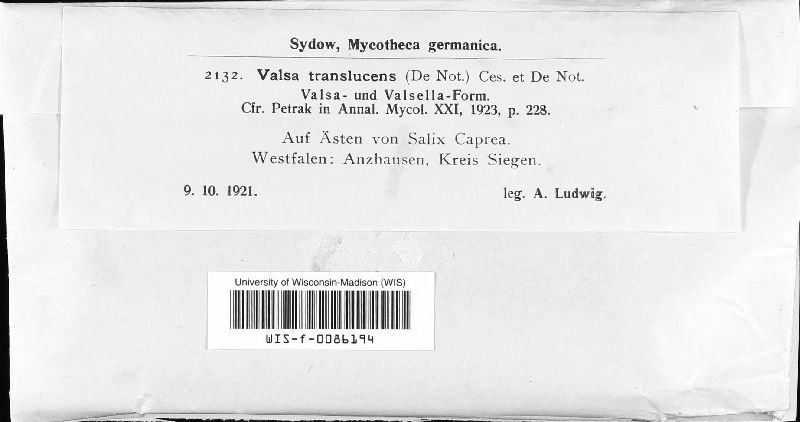 Sydow, Mycotheca germanica.
2132. Valsa translucens (De Not.) Ces. et De Not.
Valsa- und Valsella-Form.
Cfr. Petrak in Annal. Mycol. XXI, 1923, p. 228.
Auf Ästen von Salix Caprea.
Westfalen: Anzhausen, Kreis Siegen.
9. 10. 1921. leg. A. Ludwig.
University of Wisconsin-Madison (WIS)
WIS-f-0086194